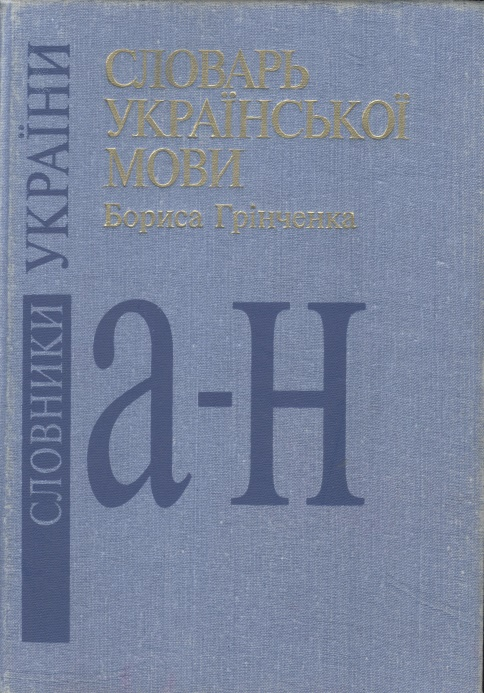 СЛОВАРЬ
УКРАЇНСЬКОЇ
МОВИ
Бориса Грінченка
а-н
СЛОВНИКИ УКРАЇНИ